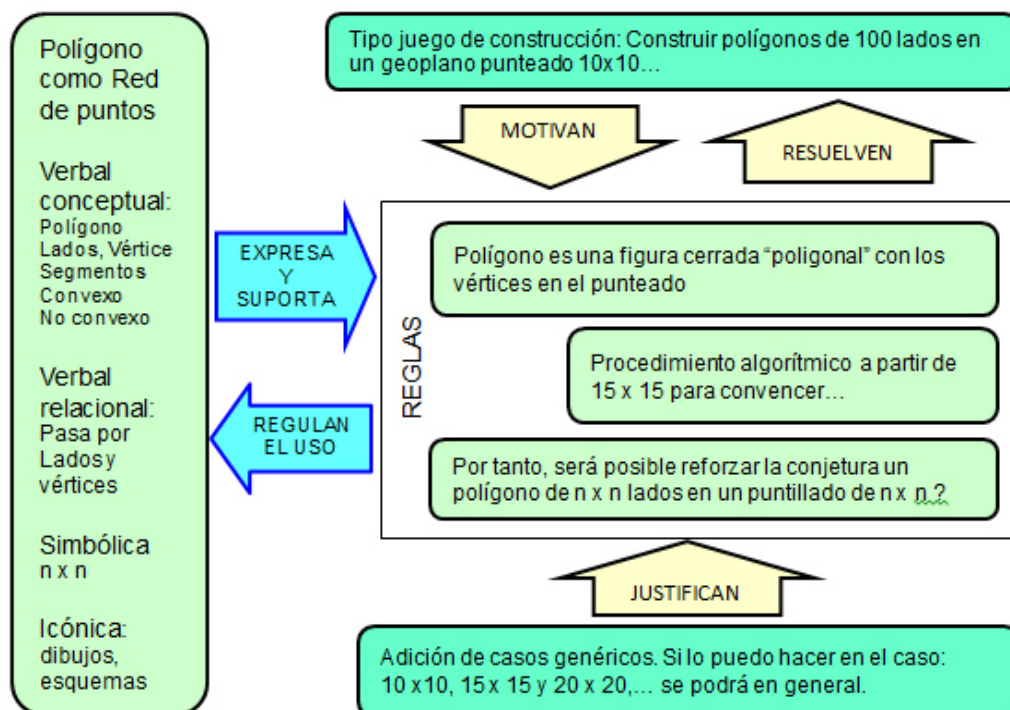 Polígono
como Red
de puntos
Verbal
conceptual:
Polígono
Lados, Vértice
Segmentos
Convexo
No convexo
Verbal
relacional:
Pasa por
Lados y
vértices
Simbólica
n x n
Icónica:
dibujos,
esquemas
Tipo juego de construcción: Construir polígonos de 100 lados en
un geoplano punteado 10x10…
MOTIVAN
RESUELVEN
EXPRESA
Y
SUPORTA
REGULAN
EL USO
REGLAS
Polígono es una figura cerrada “poligonal” con los
vértices en el punteado
Procedimiento algorítmico a partir de
15 x 15 para convencer…
Por tanto, será posible reforzar la conjetura un
polígono de n x n lados en un puntillado de n x n ?
JUSTIFICAN
Adición de casos genéricos. Si lo puedo hacer en el caso:
10 x10, 15 x 15 y 20 x 20,… se podrá en general.